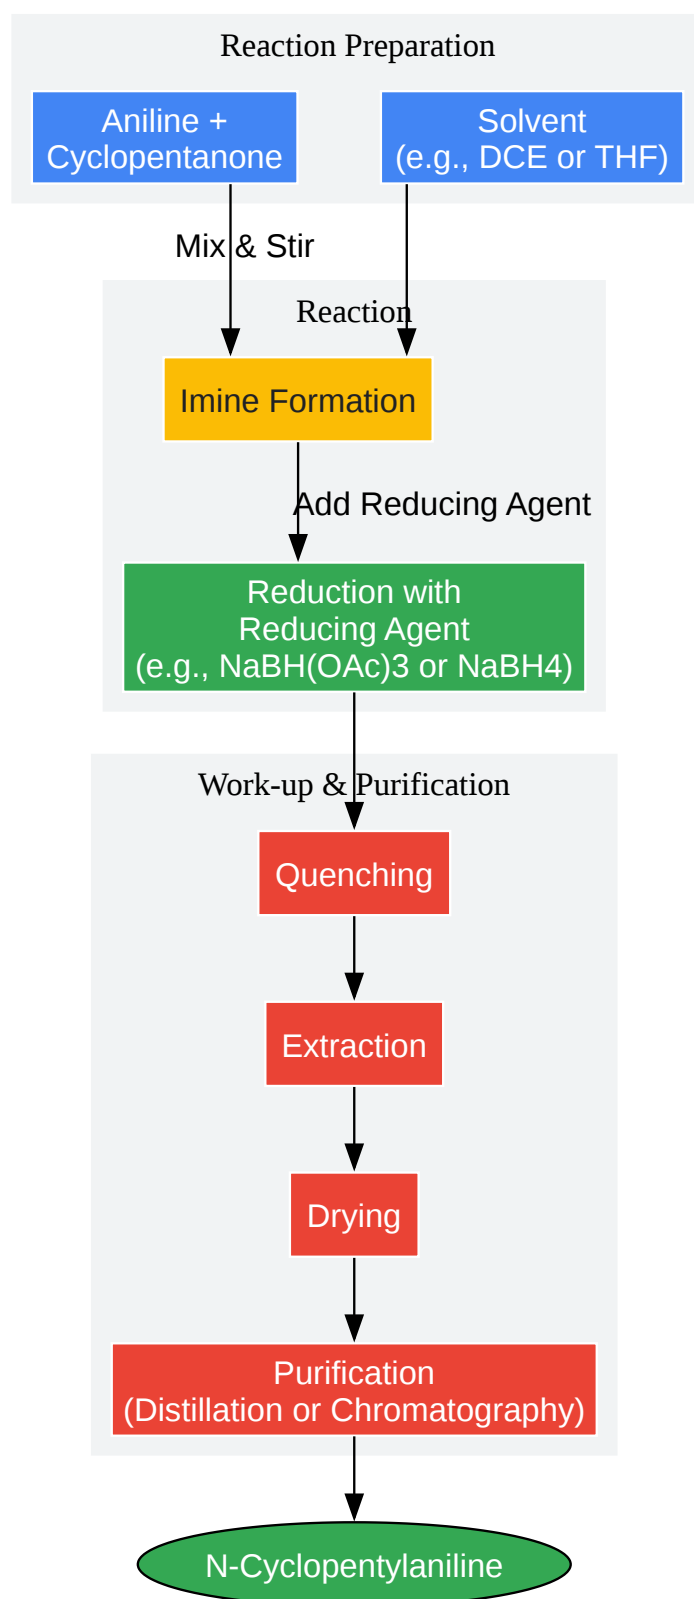 Reaction Preparation
Aniline +
Cyclopentanone
Solvent
(e.g., DCE or THF)
Mix & Stir
Reaction
Imine Formation
Add Reducing Agent
Reduction with
Reducing Agent
(e.g., NaBH(OAc)3 or NaBH4)
Work-up & Purification
Quenching
Extraction
Drying
Purification
(Distillation or Chromatography)
N-Cyclopentylaniline